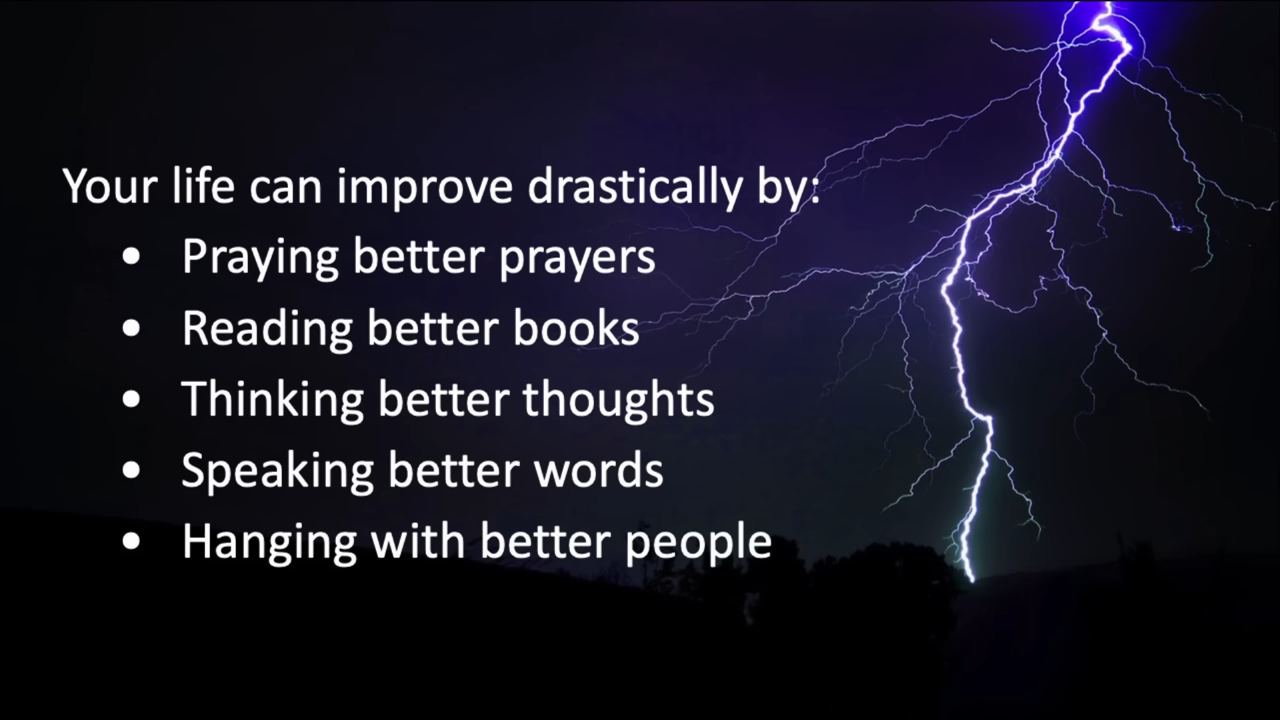 Your life can improve drastically by:
• Praying better prayers
• Reading better books
• Thinking better thoughts
• Speaking better words
• Hanging with better people